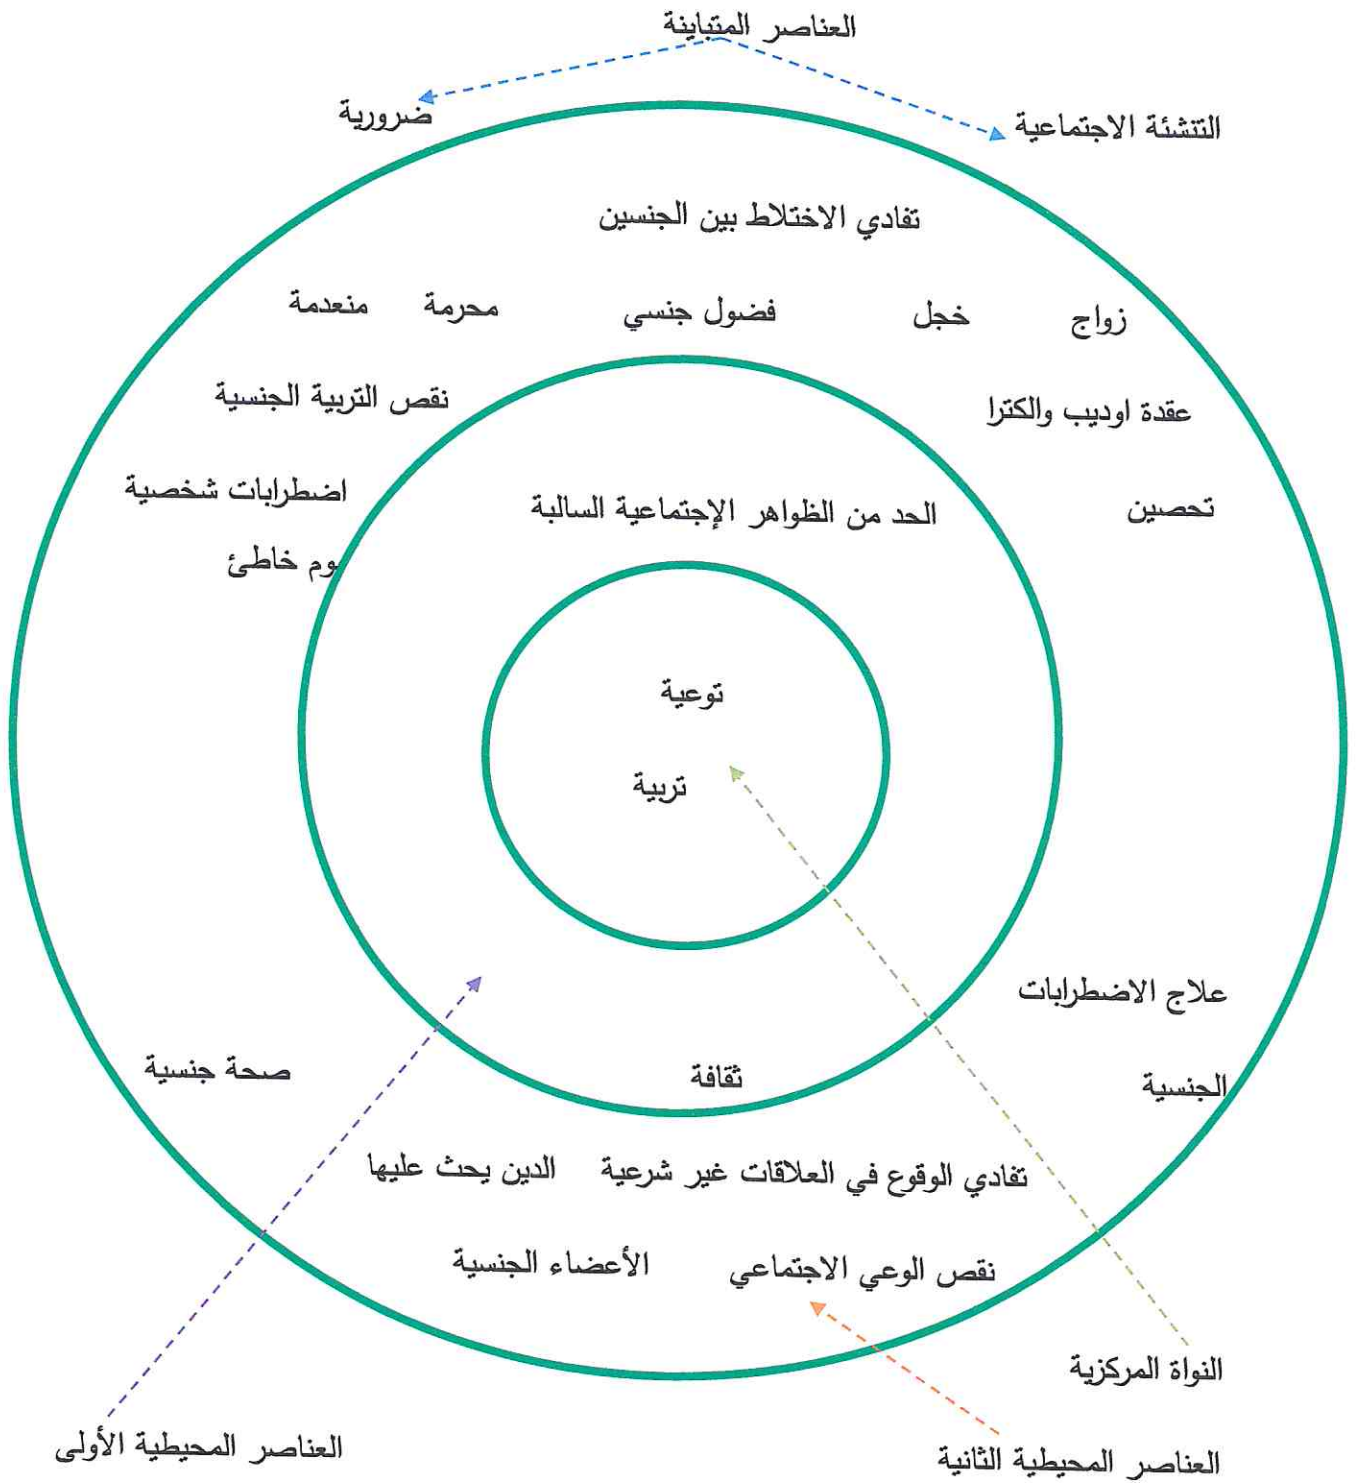 العناصر المتباينة
ضرورية
التنشئة الاجتماعية
تفادي الاختلاط بين الجنسين
زواج خجل فضول جنسي محرمة منعدمة
عقدة اوديب والكترا
نقص التربية الجنسية
تحصين
الحد من الظواهر الإجتماعية السالبة
اضطرابات شخصية
خاطئ
توعية
تربية
علاج الاضطرابات
الجنسية
ثقافة
صحة جنسية
تفادي الوقوع في العلاقات غير شرعية الدين يحث عليها
نقص الوعي الاجتماعي الأعضاء الجنسية
النواة المركزية
العناصر المحيطية الثانية
العناصر المحيطية الأولى